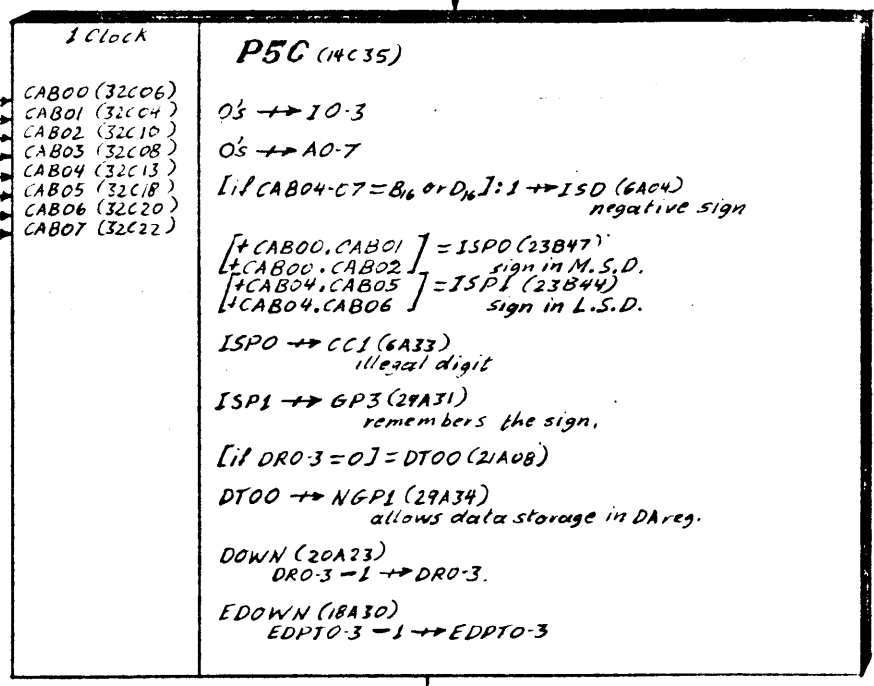 1 Clock
CAB00 (32C06)
CAB01 (32C04)
CAB02 (32C10)
CAB03 (32C08)
CAB04 (32C13)
CAB05 (32C18)
CAB06 (32C20)
CAB07 (32C22)
P5C (14C35)
O's ↦ I0-3
O's ↦ A0-7
[if CAB04-C7 = B₁₆ or D₁₆]: 1 ↦ ISD (6A04)
negative sign
[+CAB00.CAB01 ] = ISP0 (23B47)
[+CAB00.CAB02 ] sign in M.S.D.
[+CAB04.CAB05 ] = ISP1 (23B44)
[+CAB04.CAB06 ] sign in L.S.D.
ISP0 ↦ CC1 (6A33)
illegal digit
ISP1 ↦ GP3 (29A31)
remembers the sign.
[if DR0-3 = 0] = DT00 (21A08)
DT00 ↦ NGP1 (29A34)
allows data storage in DA reg.
DOWN (20A23)
DR0-3 - 1 ↦ DR0-3.
EDOWN (18A30)
EDPT0-3 - 1 ↦ EDPT0-3